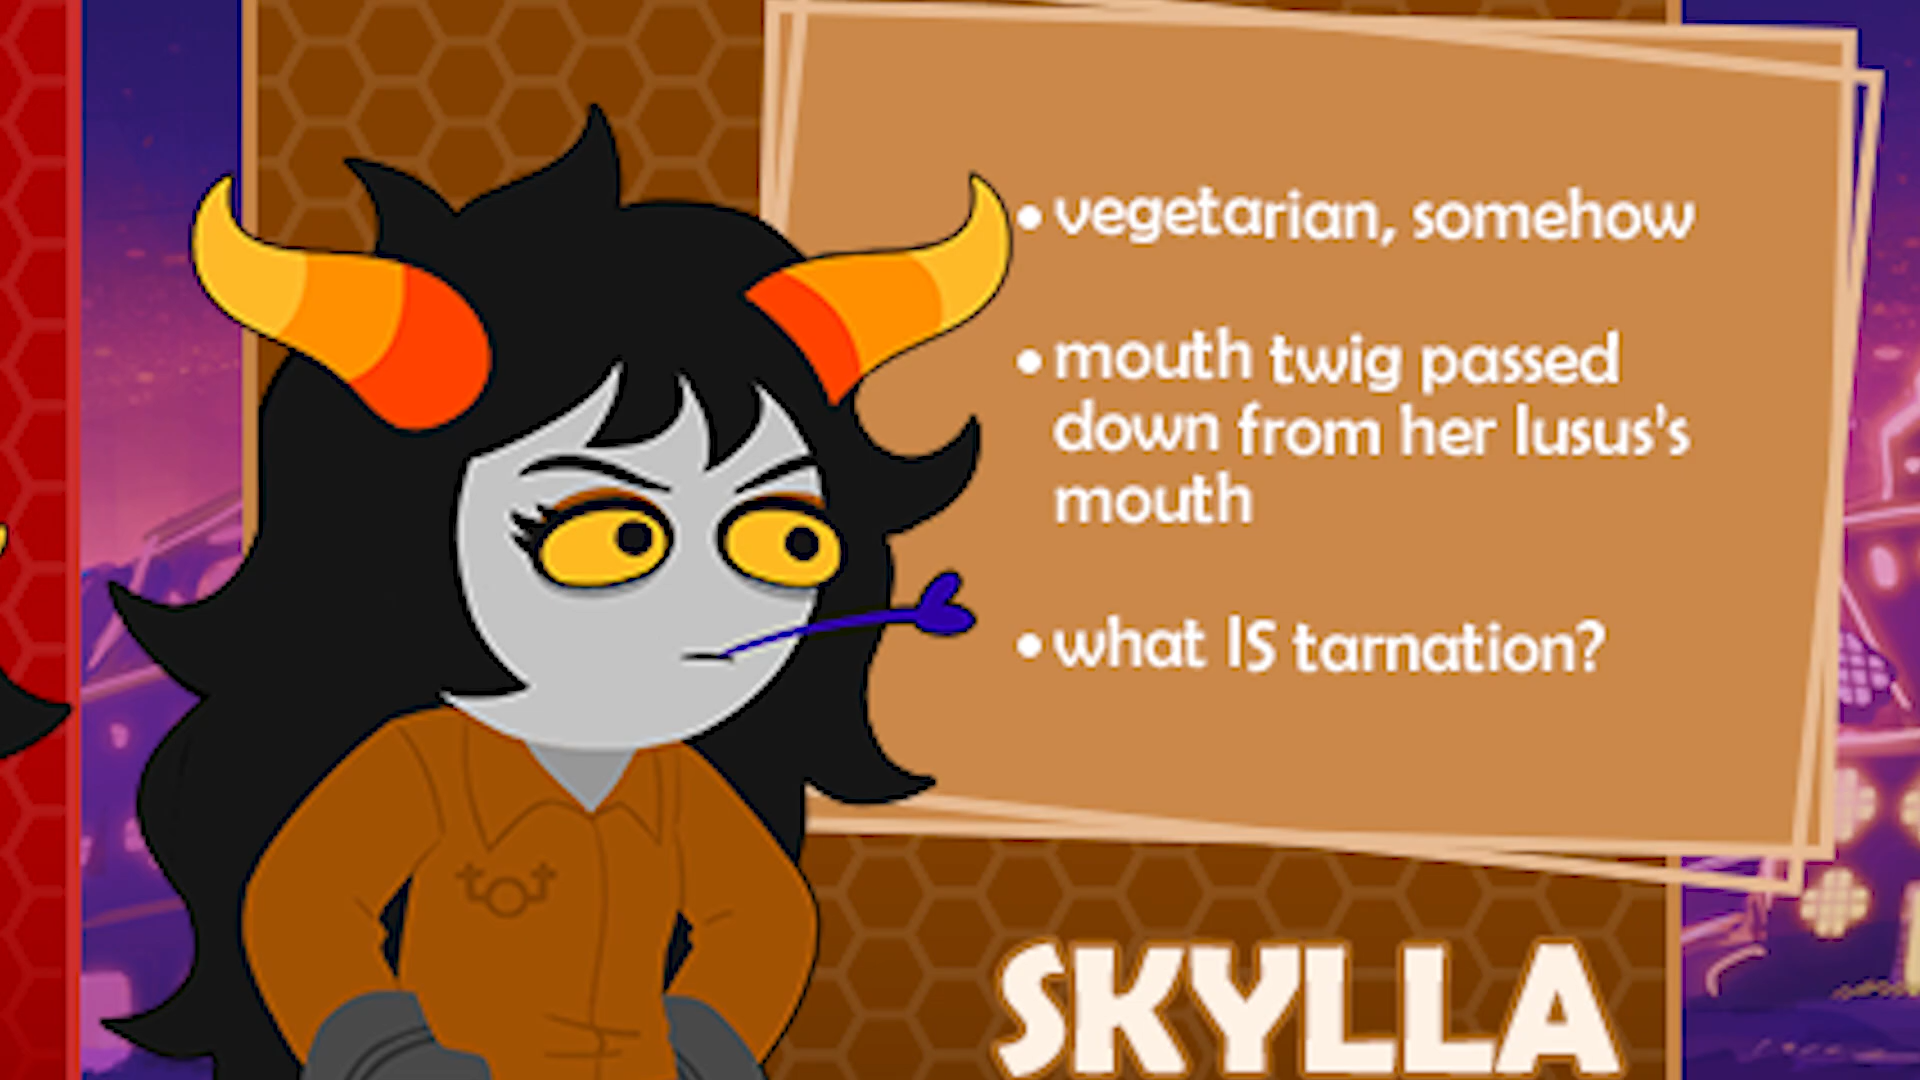 • vegetarian, somehow
• mouth twig passed
down from her lusus's
mouth
• what IS tarnation?
SKYLLA